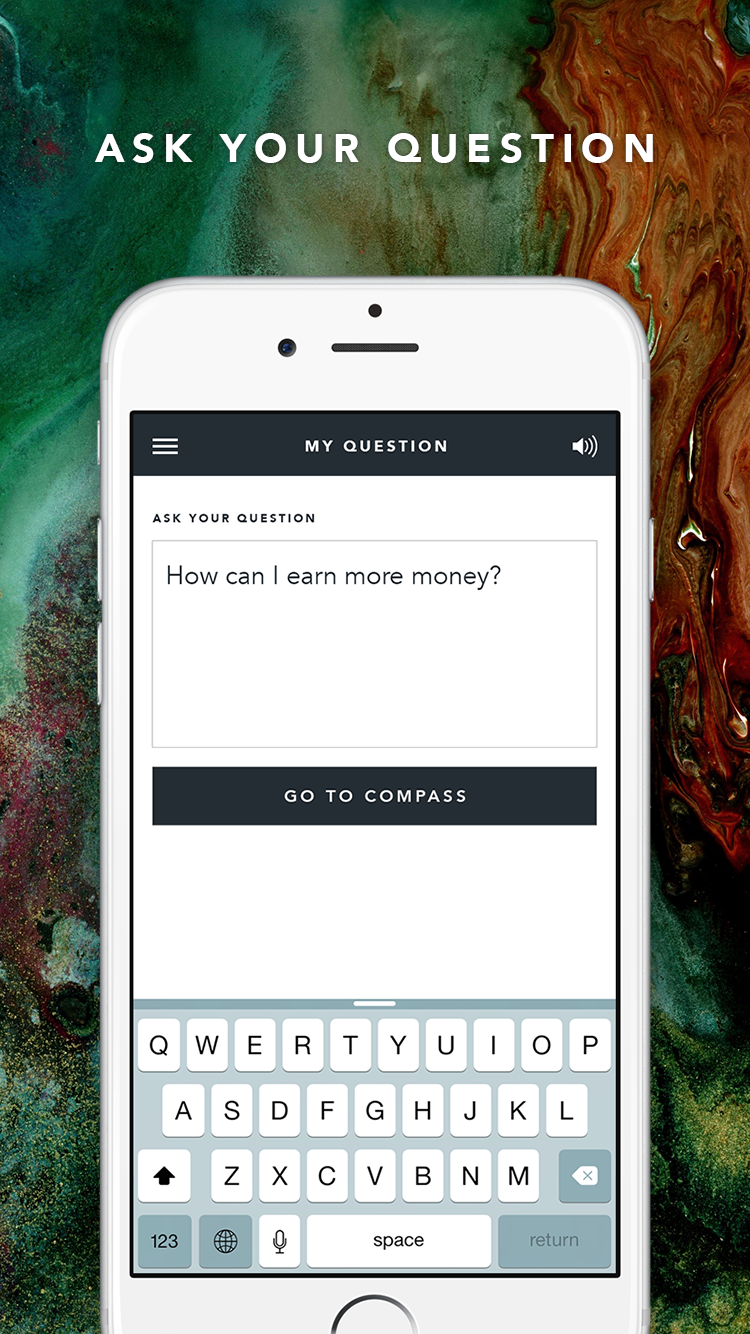 ASK YOUR QUESTION
MY QUESTION
ASK YOUR QUESTION
How can I earn more money?
GO TO COMPASS
Q W E R T Y U I O P
A S D F G H J K L
Z X C V B N M
123 space return